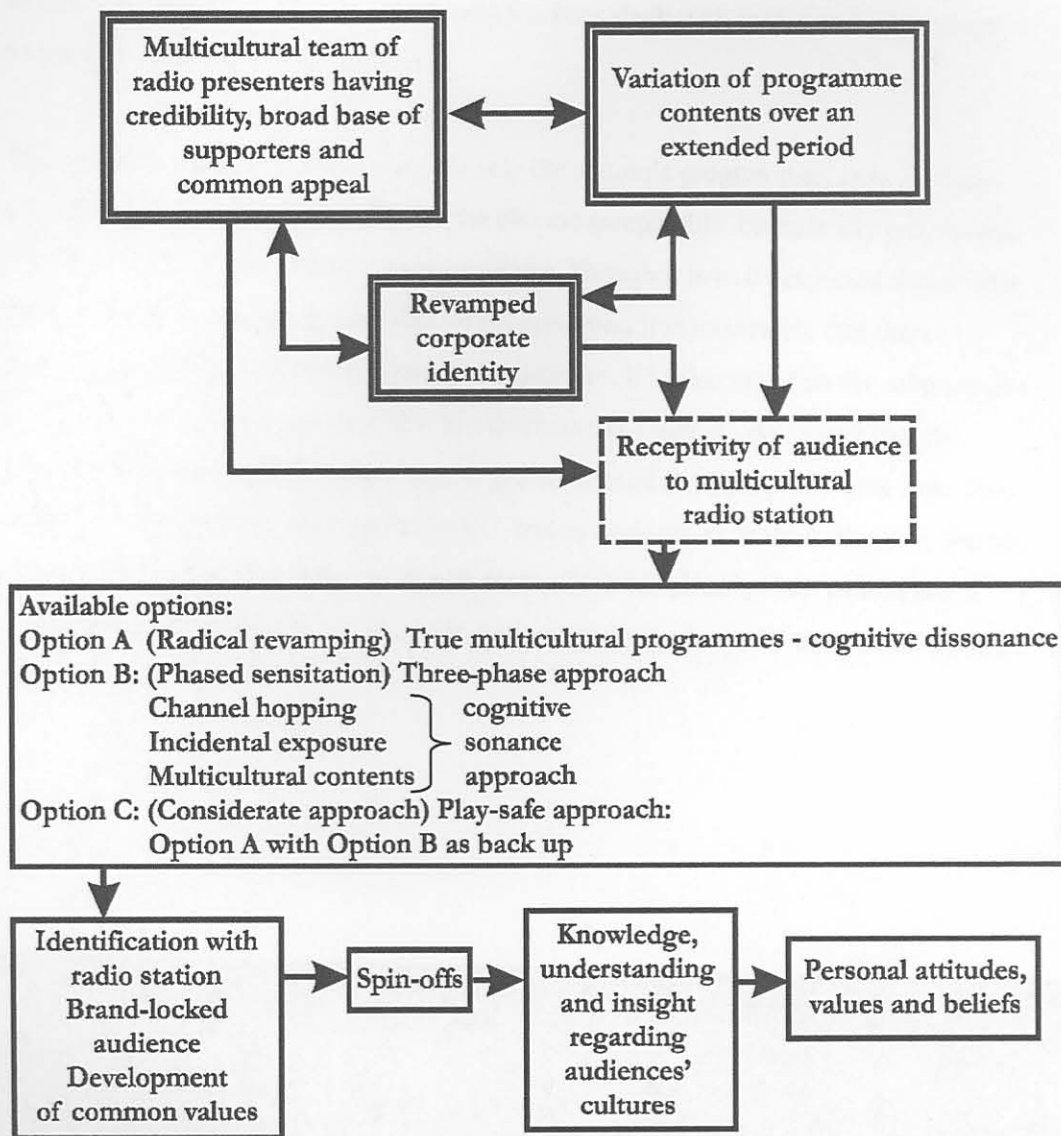 Multicultural team of
radio presenters having
credibility, broad base of
supporters and
common appeal
Variation of programme
contents over an
extended period
Revamped
corporate
identity
Receptivity of audience
to multicultural
radio station
Available options:
Option A (Radical revamping) True multicultural programmes - cognitive dissonance
Option B: (Phased sensitation) Three-phase approach
Channel hopping cognitive
Incidental exposure sonance
Multicultural contents approach
Option C: (Considerate approach) Play-safe approach:
Option A with Option B as back up
Identification with
radio station
Brand-locked
audience
Development
of common values
Spin-offs
Knowledge,
understanding
and insight
regarding
audiences'
cultures
Personal attitudes,
values and beliefs